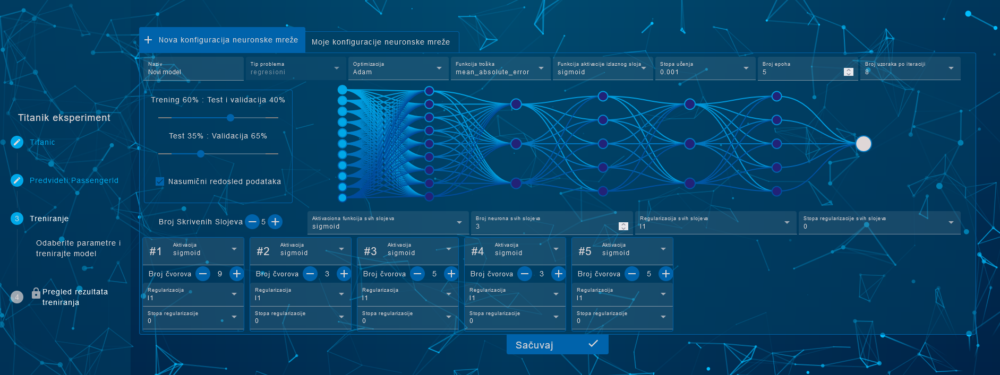 Nova konfiguracija neuronske mreže
Moje konfiguracije neuronske mreže
Naziv
Novi model
Tip problema
regresioni
Optimizacija
Adam
Funkcija troška
mean_absolute_error
Funkcija aktivacije izlaznog sloja
sigmoid
Stopa učenja
0.001
Broj epoha
5
Broj uzoraka po iteraciji
8
Trening 60% : Test i validacija 40%
Test 35% : Validacija 65%
Nasumični redosled podataka
Titanik eksperiment
Titanic
Predvideti:PassengerId
3
Treniranje
Odaberite parametre i
trenirajte model
4
Pregled rezultata
treniranja
Broj Skrivenih Slojeva 5
Aktivaciona funkcija svih slojeva
sigmoid
Broj neurona svih slojeva
3
Regularizacija svih slojeva
l1
Stopa regularizacije svih slojeva
0
#1
Aktivacija
sigmoid
Broj čvorova 9
Regularizacija
l1
Stopa regularizacije
0
#2
Aktivacija
sigmoid
Broj čvorova 3
Regularizacija
l1
Stopa regularizacije
0
#3
Aktivacija
sigmoid
Broj čvorova 5
Regularizacija
l1
Stopa regularizacije
0
#4
Aktivacija
sigmoid
Broj čvorova 3
Regularizacija
l1
Stopa regularizacije
0
#5
Aktivacija
sigmoid
Broj čvorova 5
Regularizacija
l1
Stopa regularizacije
0
Sačuvaj